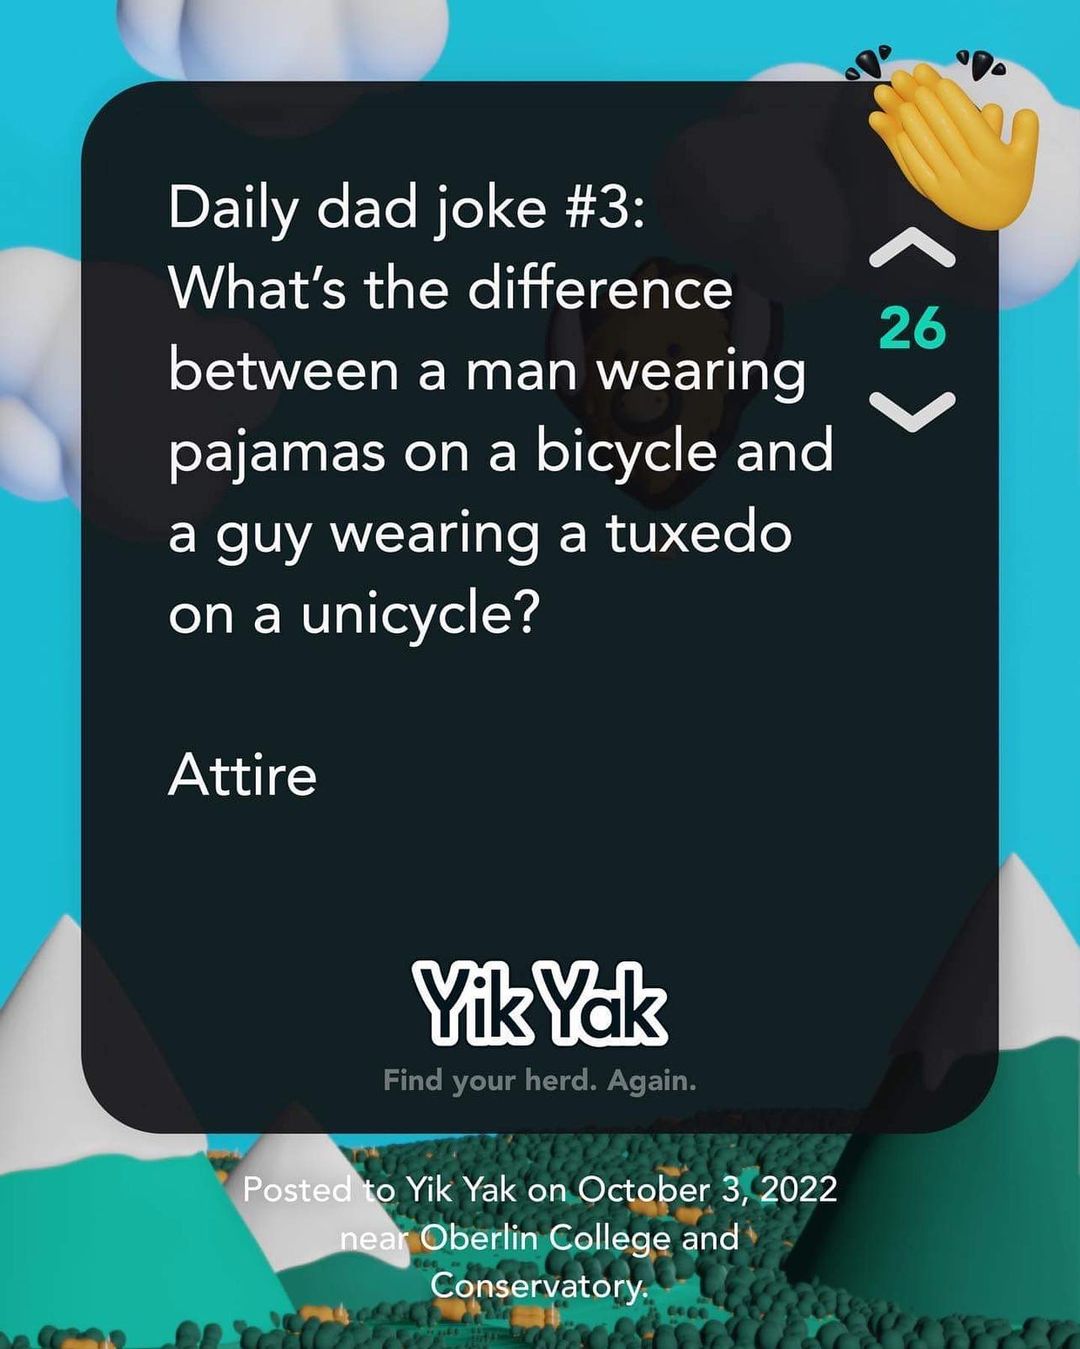 Daily dad joke #3:
What's the difference
between a man wearing
pajamas on a bicycle and
a guy wearing a tuxedo
on a unicycle?
Attire
26
Yik Yak
Find your herd. Again.
Posted to Yik Yak on October 3, 2022
near Oberlin College and
Conservatory.